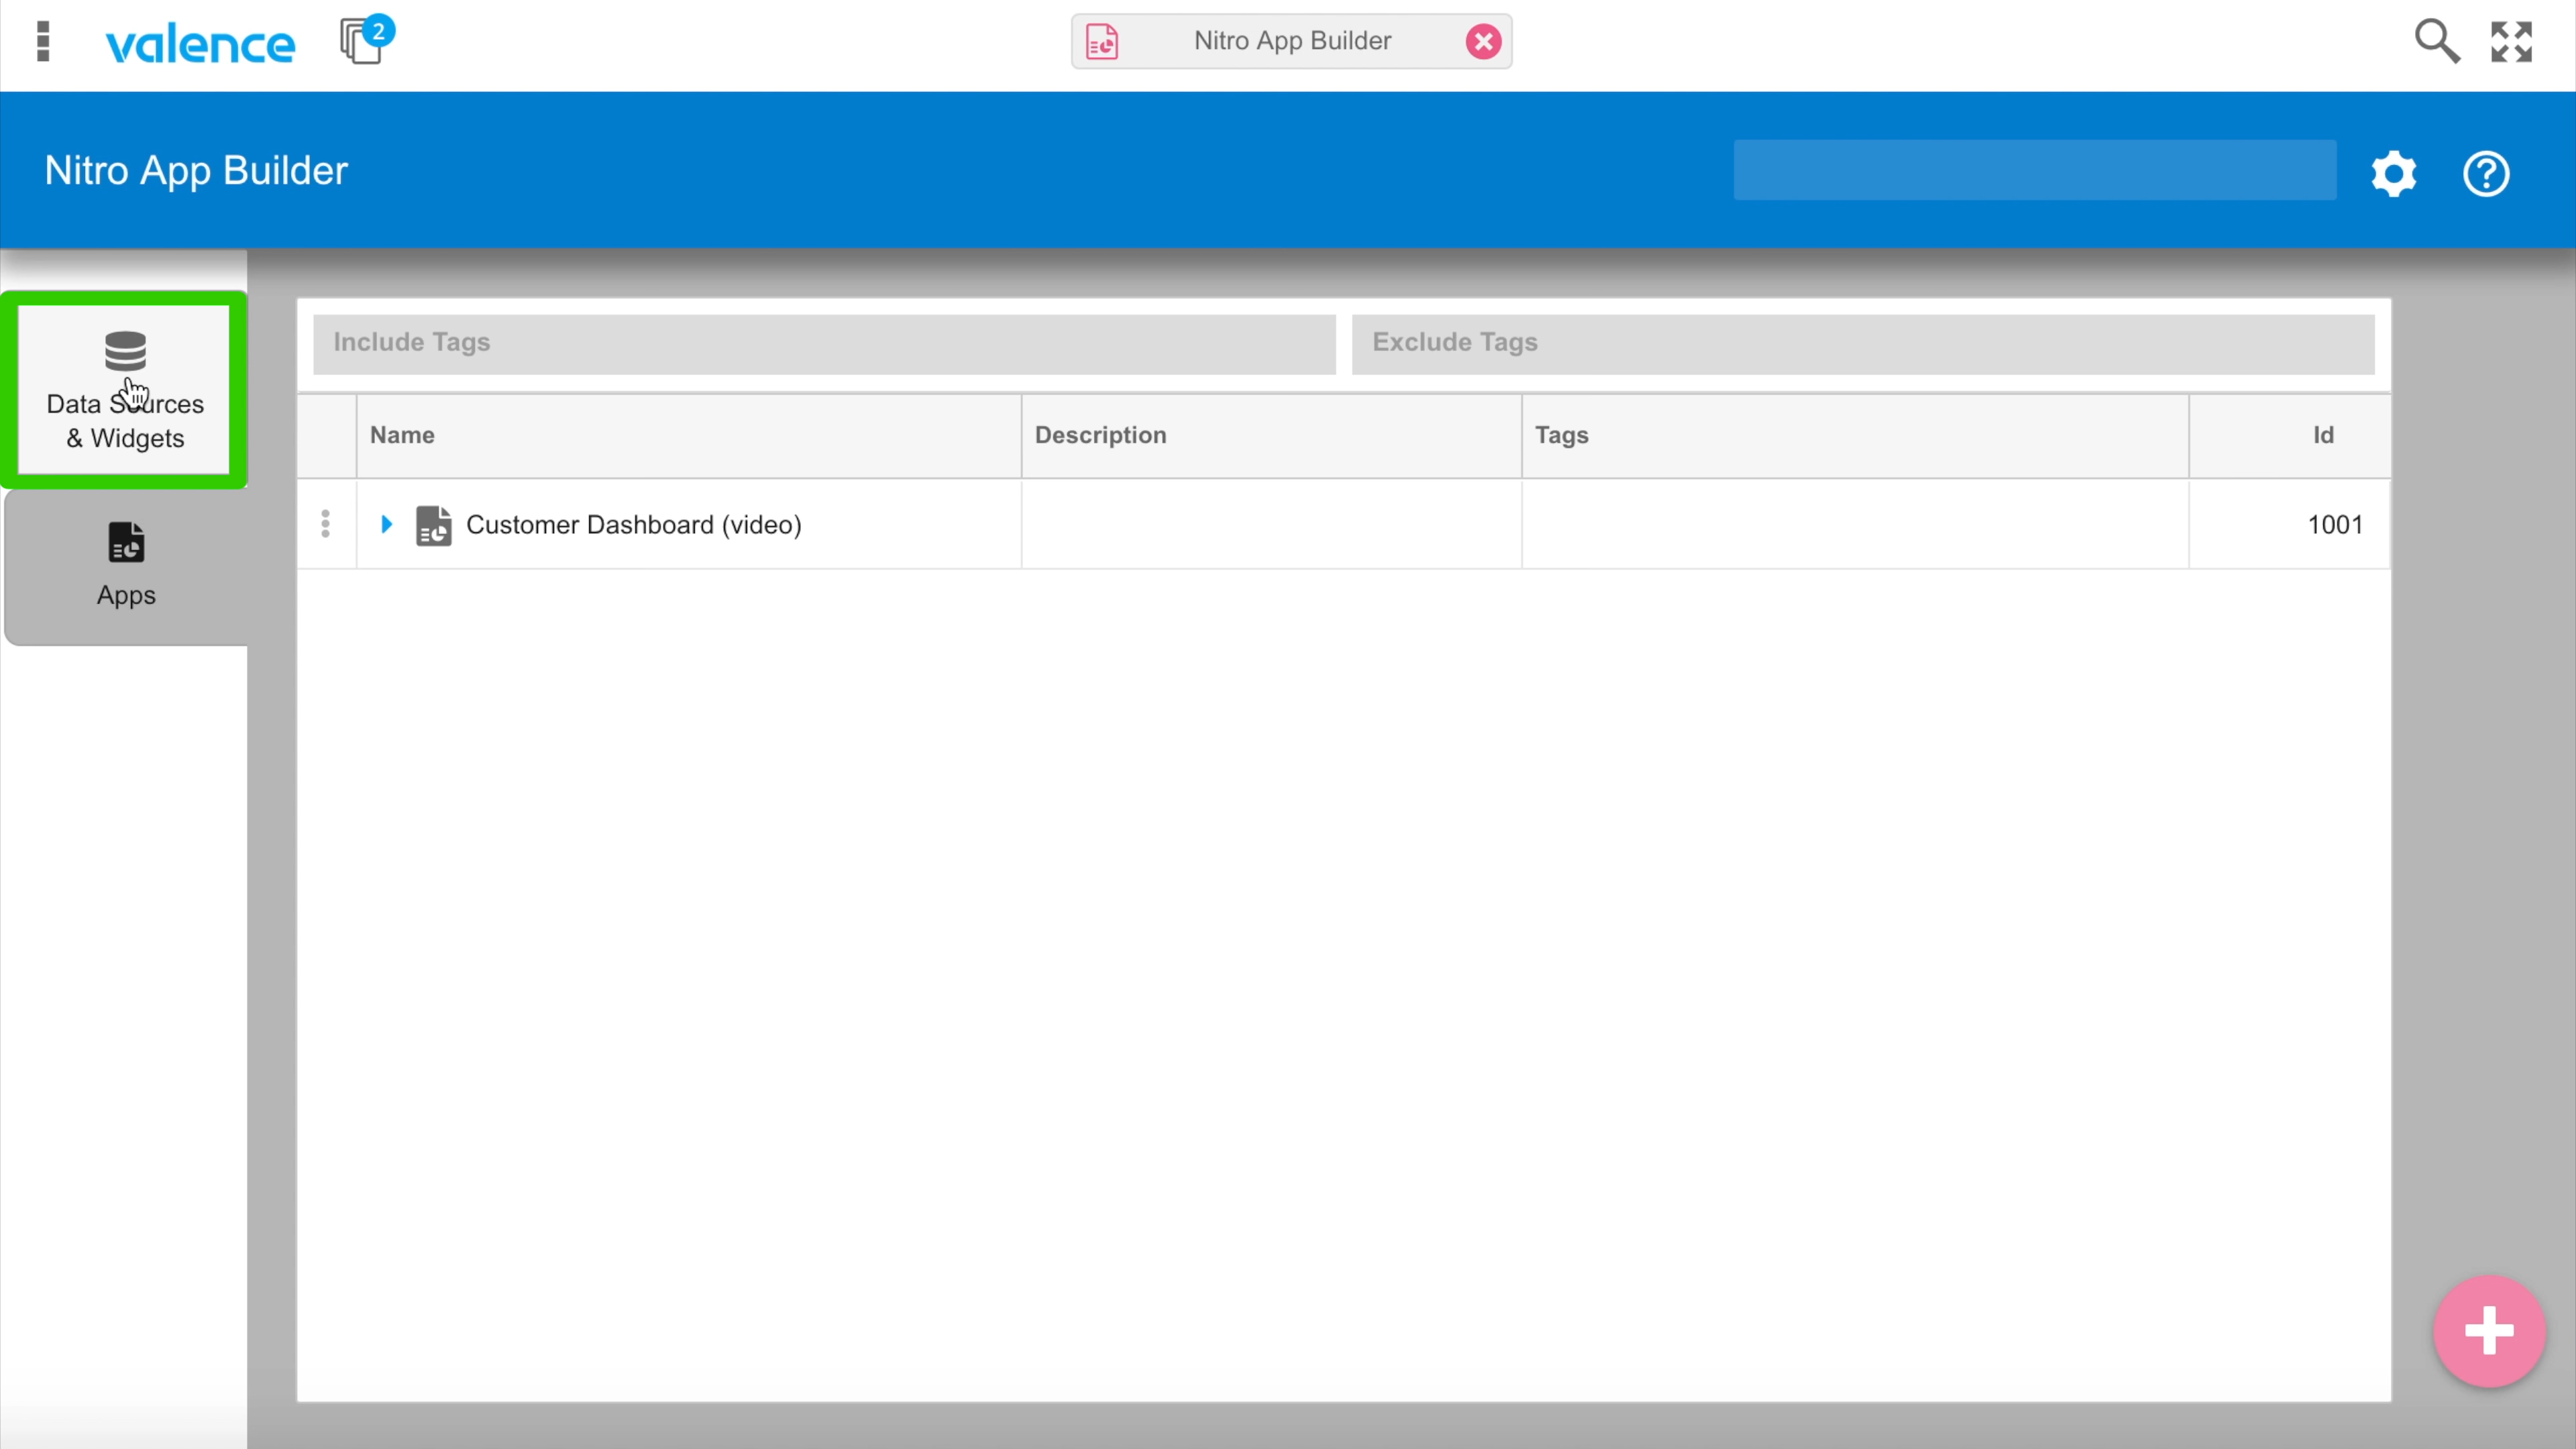 valence
2
Nitro App Builder
Nitro App Builder
Data Sources
& Widgets
Apps
Include Tags
Exclude Tags
Name
Description
Tags
Id
Customer Dashboard (video)
1001